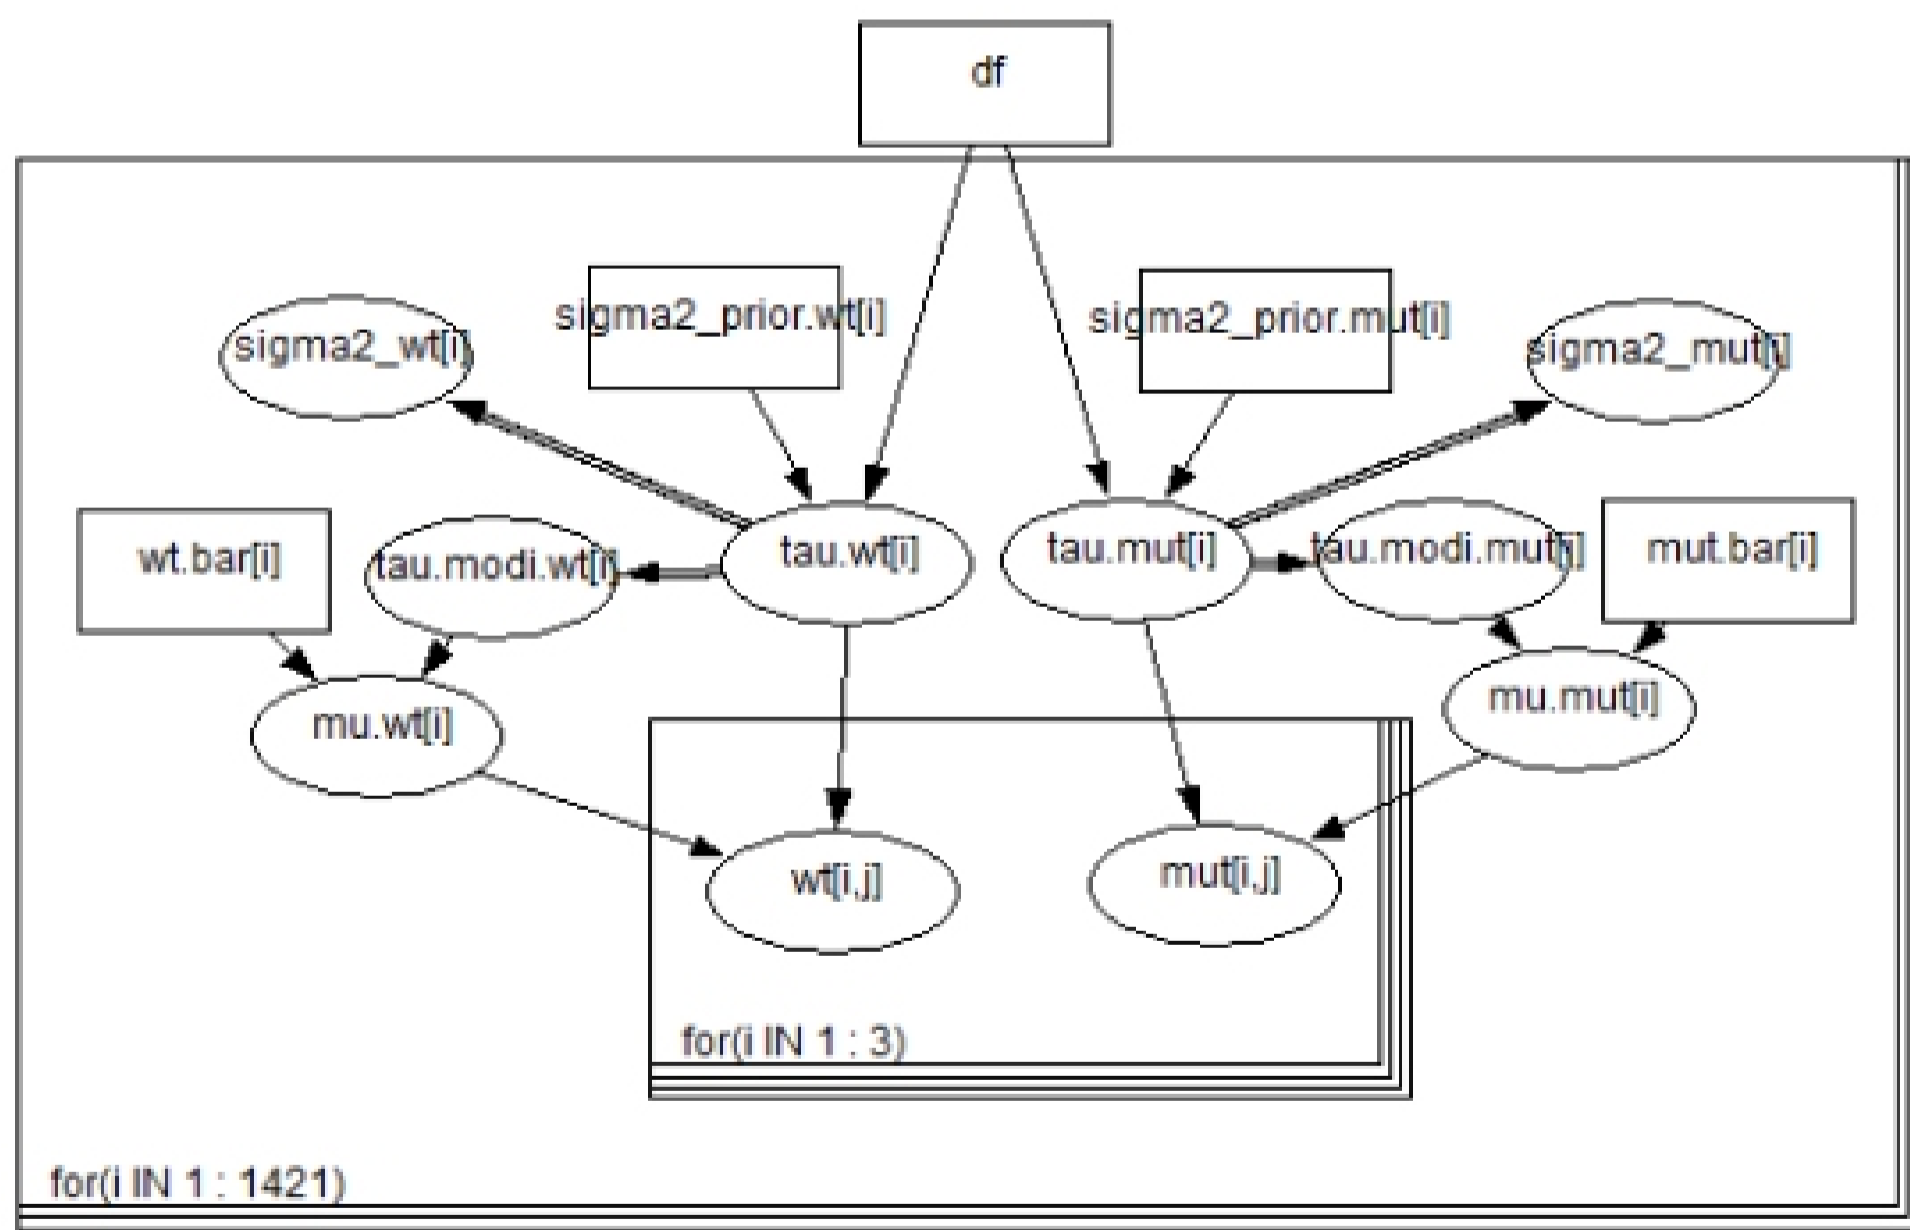 df
sigma2_prior.wt[i]
sigma2_prior.mut[i]
sigma2_wt[i]
sigma2_mut[i]
wt.bar[i]
tau.modi.wt[i]
tau.wt[i]
tau.mut[i]
tau.modi.mut[i]
mut.bar[i]
mu.wt[i]
mu.mut[i]
wt[i,j]
mut[i,j]
for(i IN 1 : 3)
for(i IN 1 : 1421)